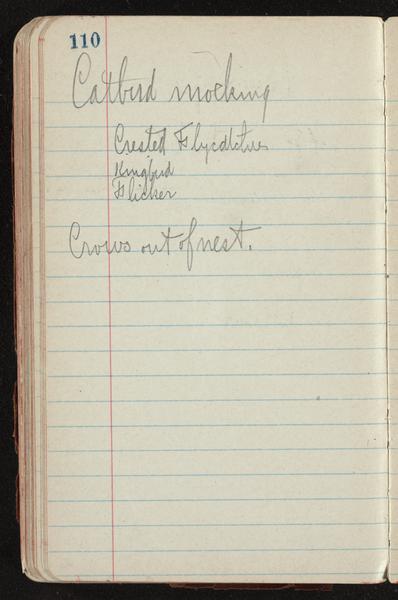 110
Catbird mocking
Crested Flycatcher
Kingbird
Flicker
Crows out of nest.